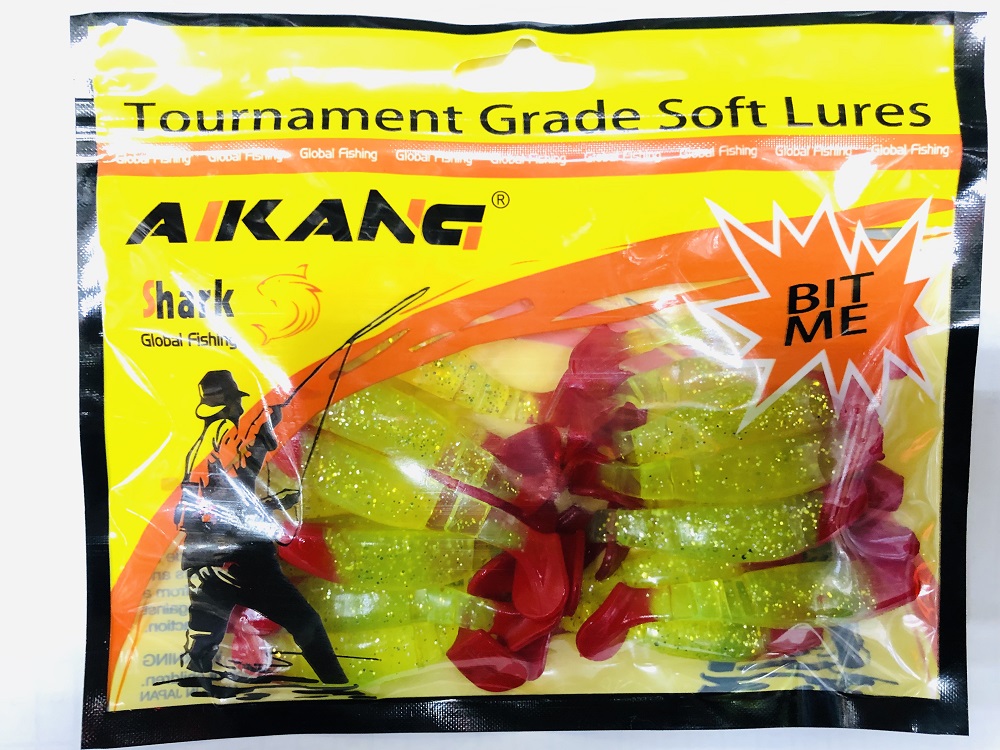 Tournament Grade Soft Lures
Global Fishing Global Fishing Global Fishing Global Fishing Global Fishing Global Fishing Global Fishing Global Fishing Global Fishing
AIKANG®
Shark
Global Fishing
BIT
ME